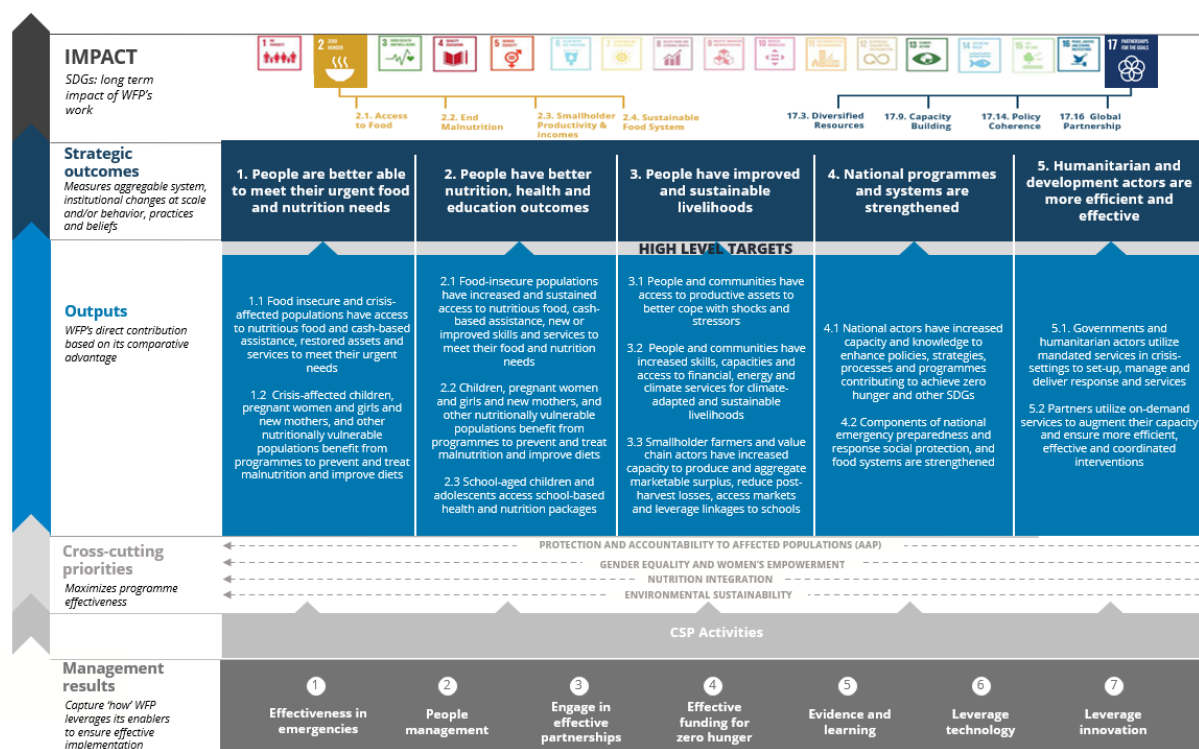 IMPACT
SDGs: long term
impact of WFP's
work
1
2 ZERO
HUNGER
3
4
5
6
7
8
9
10
11
12
13
14
15
16
17 PARTNERSHIPS
FOR THE GOALS
2.1. Access
to Food
2.2. End
Malnutrition
2.3. Smallholder
Productivity &
incomes
2.4. Sustainable
Food System
17.3. Diversified
Resources
17.9. Capacity
Building
17.14. Policy
Coherence
17.16 Global
Partnership
Strategic
outcomes
Measures aggregable system,
institutional changes at scale
and/or behavior, practices
and beliefs
1. People are better able
to meet their urgent food
and nutrition needs
2. People have better
nutrition, health and
education outcomes
3. People have improved
and sustainable
livelihoods
4. National programmes
and systems are
strengthened
5. Humanitarian and
development actors are
more efficient and
effective
HIGH LEVEL TARGETS
Outputs
WFP's direct contribution
based on its comparative
advantage
1.1 Food insecure and crisis-
affected populations have access
to nutritious food and cash-based
assistance, restored assets and
services to meet their urgent
needs
1.2 Crisis-affected children,
pregnant women and girls and
new mothers, and other
nutritionally vulnerable
populations benefit from
programmes to prevent and treat
malnutrition and improve diets
2.1 Food-insecure populations
have increased and sustained
access to nutritious food, cash-
based assistance, new or
improved skills and services to
meet their food and nutrition
needs
2.2 Children, pregnant women
and girls and new mothers, and
other nutritionally vulnerable
populations benefit from
programmes to prevent and treat
malnutrition and improve diets
2.3 School-aged children and
adolescents access school-based
health and nutrition packages
3.1 People and communities have
access to productive assets to
better cope with shocks and
stressors
3.2 People and communities have
increased skills, capacities and
access to financial, energy and
climate services for climate-
adapted and sustainable
livelihoods
3.3 Smallholder farmers and value
chain actors have increased
capacity to produce and aggregate
marketable surplus, reduce post-
harvest losses, access markets
and leverage linkages to schools
4.1 National actors have increased
capacity and knowledge to
enhance policies, strategies,
processes and programmes
contributing to achieve zero
hunger and other SDGs
4.2 Components of national
emergency preparedness and
response social protection, and
food systems are strengthened
5.1. Governments and
humanitarian actors utilize
mandated services in crisis-
settings to set-up, manage and
deliver response and services
5.2 Partners utilize on-demand
services to augment their capacity
and ensure more efficient,
effective and coordinated
interventions
Cross-cutting
priorities
Maximizes programme
effectiveness
PROTECTION AND ACCOUNTABILITY TO AFFECTED POPULATIONS (AAP)
GENDER EQUALITY AND WOMEN'S EMPOWERMENT
NUTRITION INTEGRATION
ENVIRONMENTAL SUSTAINABILITY
CSP Activities
Management
results
Capture 'how' WFP
leverages its enablers
to ensure effective
implementation
1
Effectiveness in
emergencies
2
People
management
3
Engage in
effective
partnerships
4
Effective
funding for
zero hunger
5
Evidence and
learning
6
Leverage
technology
7
Leverage
innovation